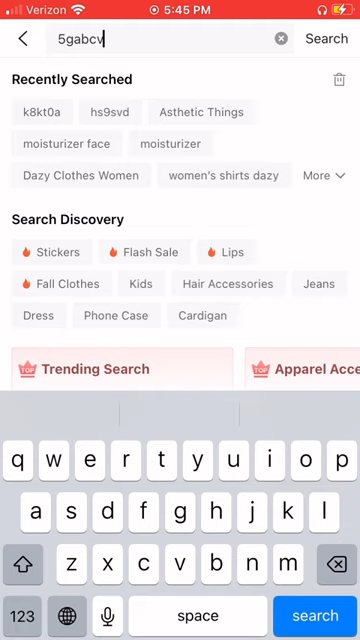 Verizon 5:45 PM
5gabcv Search
Recently Searched
k8kt0a hs9svd Asthetic Things
moisturizer face moisturizer
Dazy Clothes Women women's shirts dazy More
Search Discovery
Stickers Flash Sale Lips
Fall Clothes Kids Hair Accessories Jeans
Dress Phone Case Cardigan
TOP Trending Search TOP Apparel Acce
q w e r t y u i o p
a s d f g h j k l
z x c v b n m
123 space search